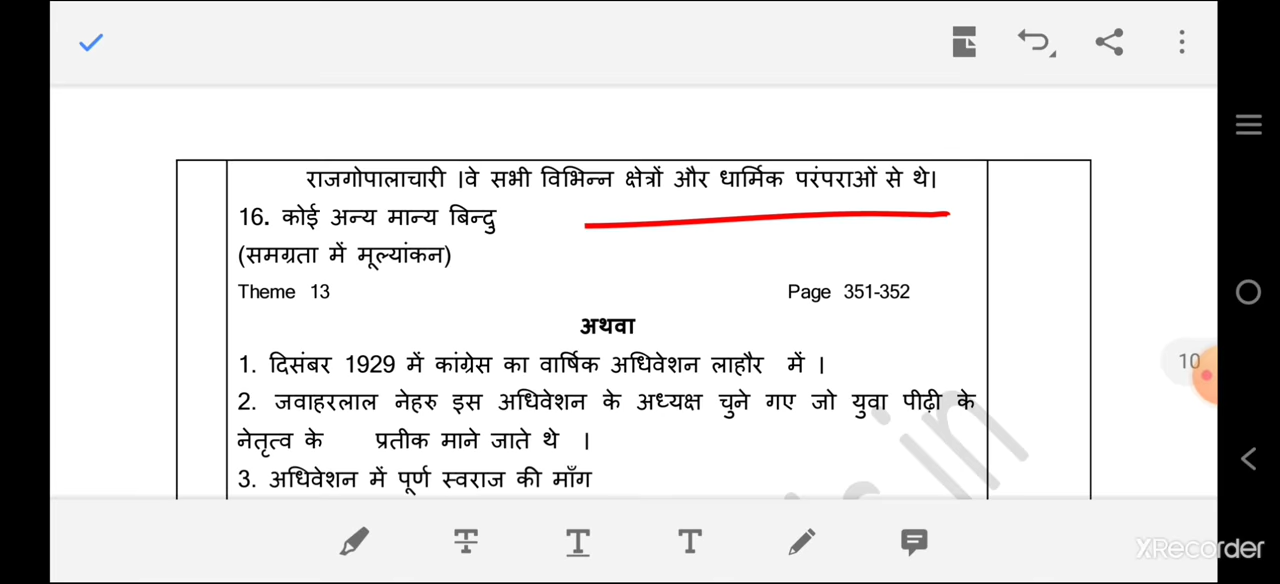 राजगोपालाचारी ।वे सभी विभिन्न क्षेत्रों और धार्मिक परंपराओं से थे।
16. कोई अन्य मान्य बिन्दु
(समग्रता में मूल्यांकन)
Theme 13 Page 351-352
अथवा
1. दिसंबर 1929 में कांग्रेस का वार्षिक अधिवेशन लाहौर में ।
10
2. जवाहरलाल नेहरु इस अधिवेशन के अध्यक्ष चुने गए जो युवा पीढ़ी के
नेतृत्व के प्रतीक माने जाते थे ।
3. अधिवेशन में पूर्ण स्वराज की माँग
T T T
XRecorder